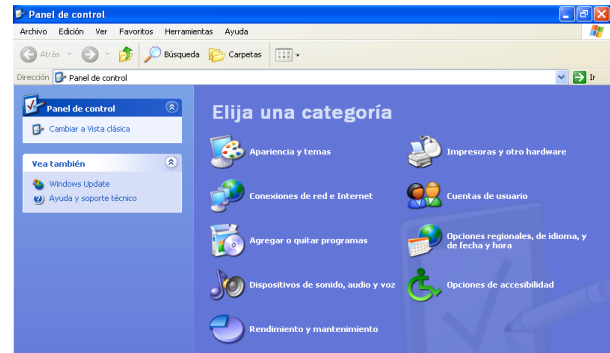 Panel de control
Archivo Edición Ver Favoritos Herramientas Ayuda
Atrás Búsqueda Carpetas
Dirección Panel de control Ir
Panel de control
Cambiar a Vista clásica
Vea también
Windows Update
Ayuda y soporte técnico
Elija una categoría
Apariencia y temas
Impresoras y otro hardware
Conexiones de red e Internet
Cuentas de usuario
Agregar o quitar programas
Opciones regionales, de idioma, y
de fecha y hora
Dispositivos de sonido, audio y voz
Opciones de accesibilidad
Rendimiento y mantenimiento